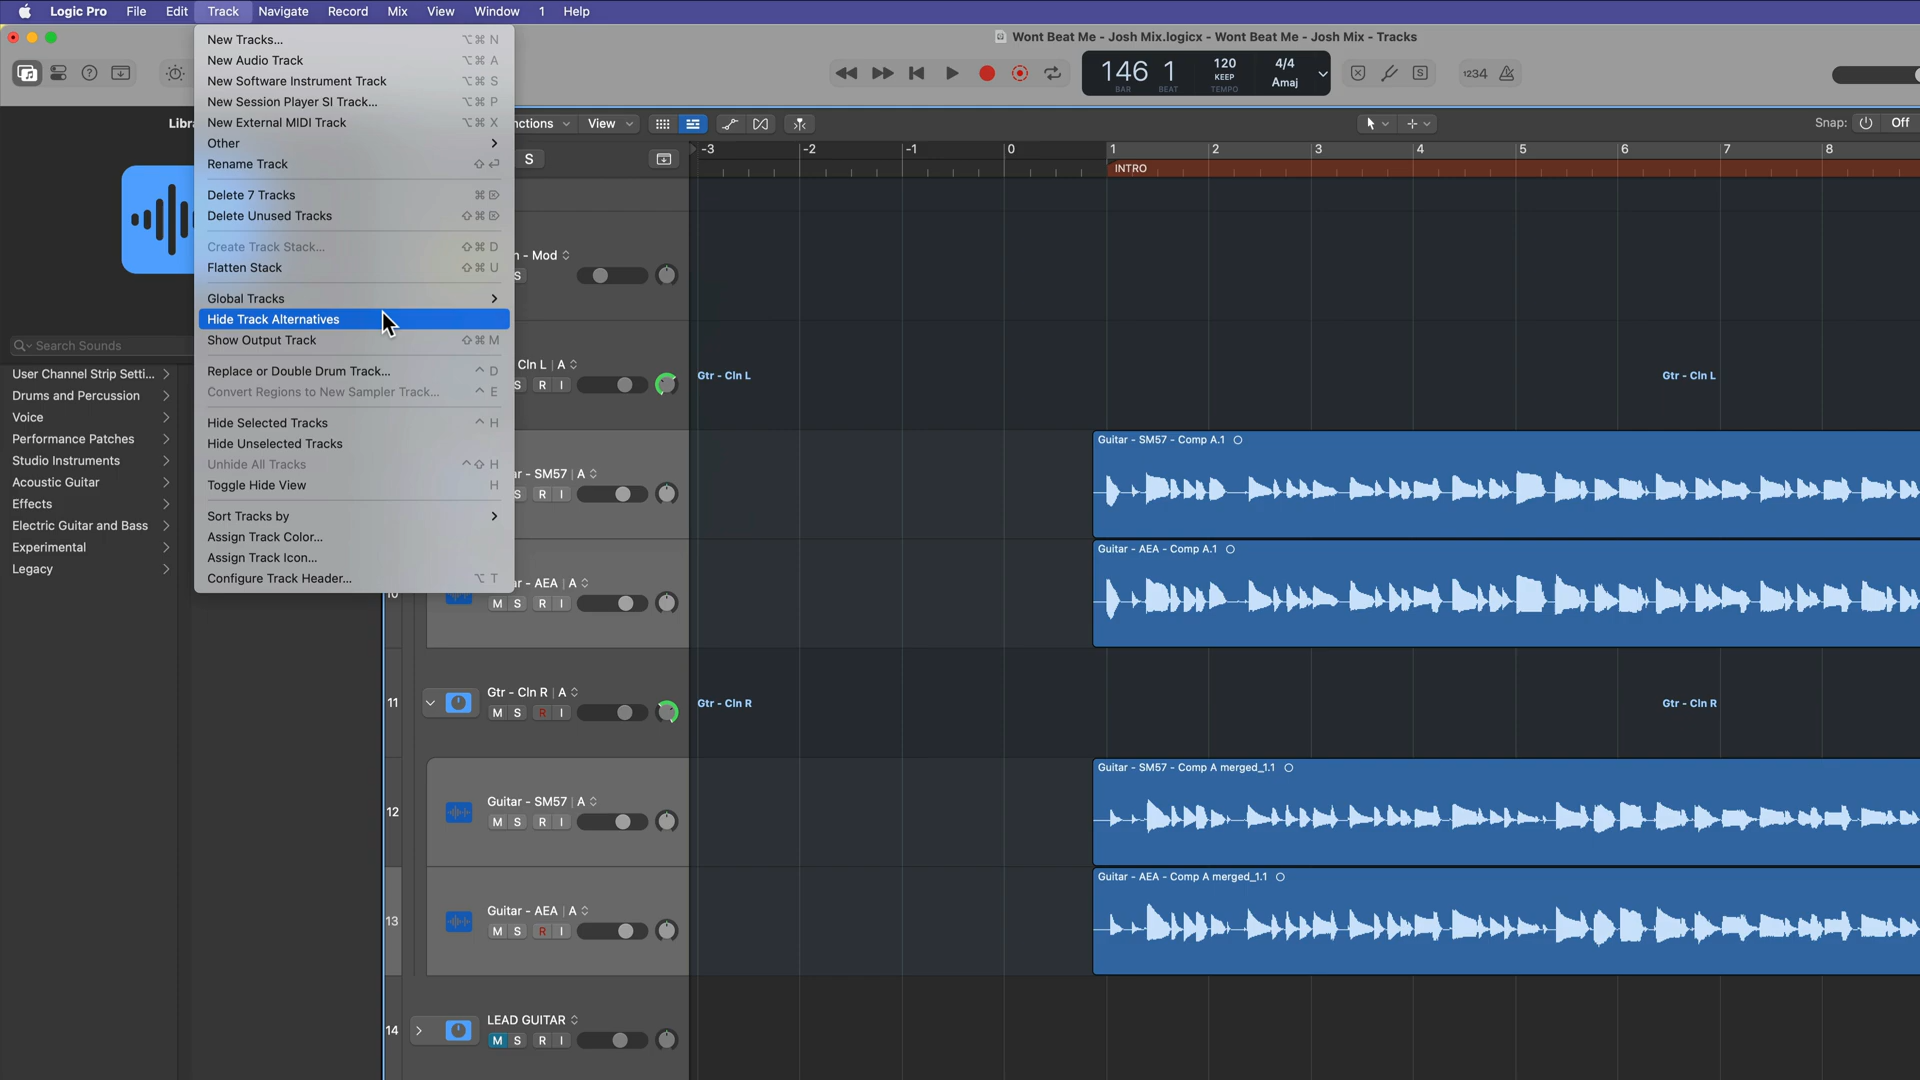 Logic Pro File Edit Track Navigate Record Mix View Window 1 Help
Wont Beat Me - Josh Mix.logicx - Wont Beat Me - Josh Mix - Tracks
146 1 120 4/4
KEEP Amaj
BAR BEAT TEMPO
1234
New Tracks... ⌥⌘N
New Audio Track ⌥⌘A
New Software Instrument Track ⌥⌘S
New Session Player SI Track... ⌥⌘P
New External MIDI Track ⌥⌘X
Other
Rename Track ⇧↩
Delete 7 Tracks ⌘⌦
Delete Unused Tracks ⇧⌘⌦
Create Track Stack... ⇧⌘D
Flatten Stack ⇧⌘U
Global Tracks
Hide Track Alternatives
Show Output Track ⇧⌘M
Replace or Double Drum Track... ^D
Convert Regions to New Sampler Track... ^E
Hide Selected Tracks ^H
Hide Unselected Tracks
Unhide All Tracks ^⇧H
Toggle Hide View H
Sort Tracks by
Assign Track Color...
Assign Track Icon...
Configure Track Header... ⌥T
Libra
Search Sounds
User Channel Strip Setti...
Drums and Percussion
Voice
Performance Patches
Studio Instruments
Acoustic Guitar
Effects
Electric Guitar and Bass
Experimental
Legacy
nctions View
Snap: Off
S
-3 -2 -1 0 1 2 3 4 5 6 7 8
INTRO
n - Mod
S
Cln L | A
S R I
Gtr - Cln L Gtr - Cln L
r - SM57 | A
S R I
Guitar - SM57 - Comp A.1
10
r - AEA | A
M S R I
Guitar - AEA - Comp A.1
11
Gtr - Cln R | A
M S R I
Gtr - Cln R Gtr - Cln R
12
Guitar - SM57 | A
M S R I
Guitar - SM57 - Comp A merged_1.1
13
Guitar - AEA | A
M S R I
Guitar - AEA - Comp A merged_1.1
14
LEAD GUITAR
M S R I